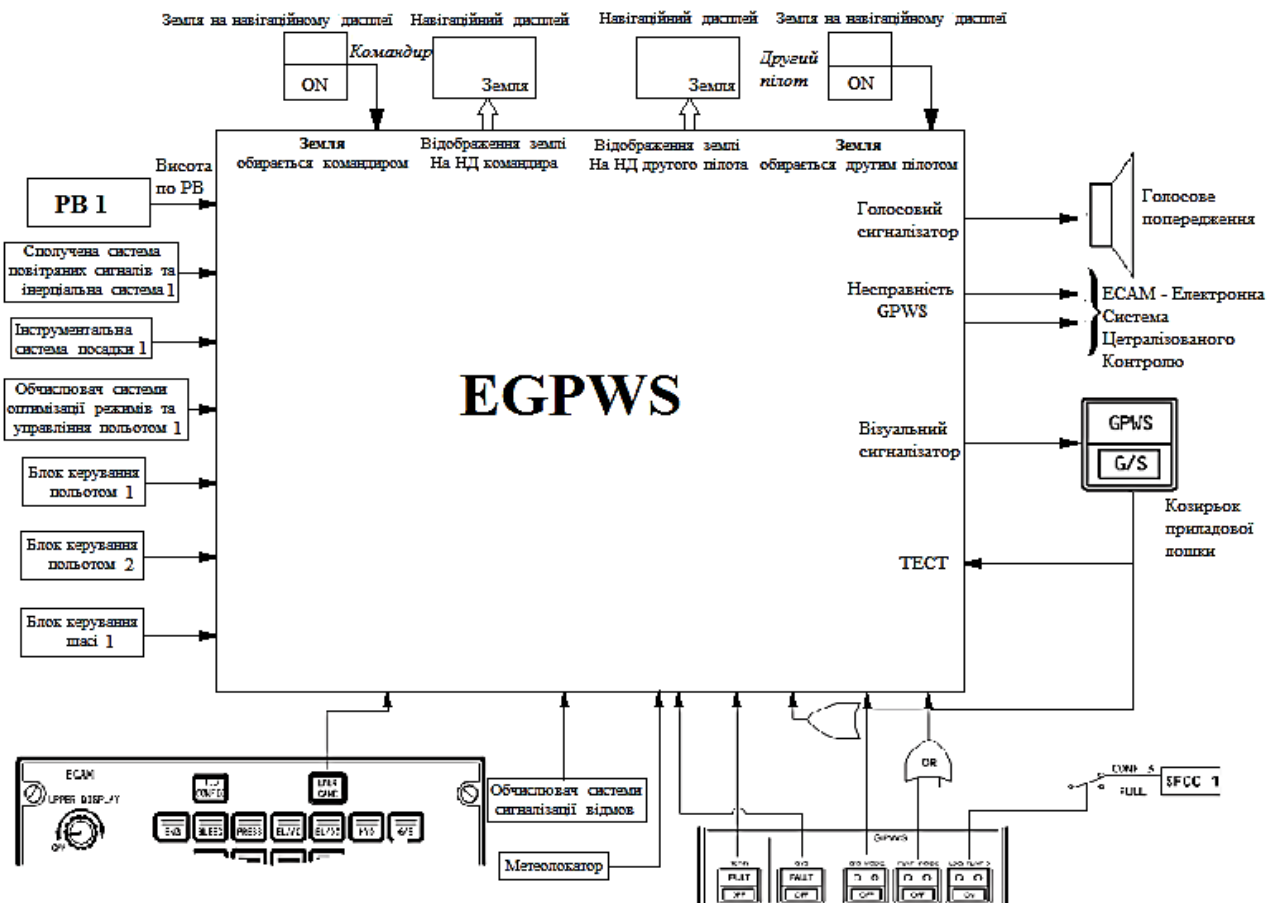 Земля на навігаційному дисплеї
Навігаційний дисплей
Навігаційний дисплей
Земля на навігаційному дисплеї
Командир
Земля
ON
Другий
пілот
Земля
ON
Земля
обирається командиром
Відображення землі
На НД командира
Відображення землі
На НД другого пілота
Земля
обирається другим пілотом
Висота
по РВ
РВ 1
Сполучена система
повітряних сигналів та
інерціальна система 1
Інструментальна
система посадки 1
Обчислювач системи
оптимізації режимів та
управління польотом 1
Блок керування
польотом 1
Блок керування
польотом 2
Блок керування
шасі 1
EGPWS
Голосовий
сигналізатор
Несправність
GPWS
Візуальний
сигналізатор
ТЕСТ
Голосове
попередження
ECAM - Електронна
Система
Цетралізованого
Контролю
GPWS
G/S
Козирьок
приладової
дошки
ECAM
UPPER DISPLAY
OFF
PRESS
Обчислювач системи
сигналізації відмов
Метеолокатор
OR
FULL
SFCC 1
GPWS
FAULT
OFF
OFF
OFF
OFF